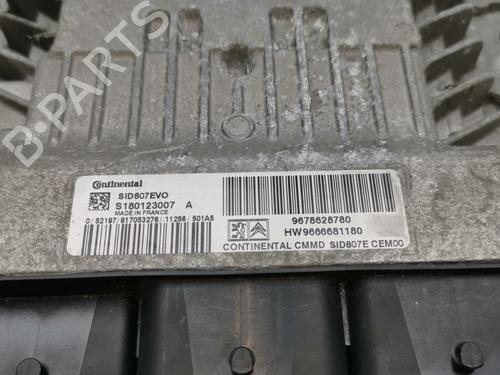 B-PARTS
Continental
SID807EVO
S180123007 A
MADE IN FRANCE
0/52197/817053276/11256/501A5
9678628780
HW9666681180
CONTINENTAL CMMD SID807E CEM00